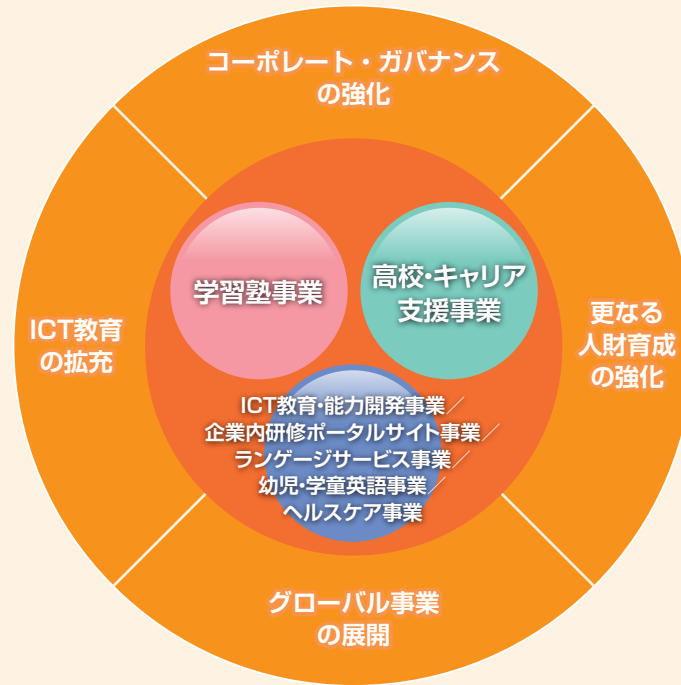 コーポレート・ガバナンス
の強化
学習塾事業
高校・キャリア
支援事業
ICT教育
の拡充
更なる
人財育成
の強化
ICT教育・能力開発事業／
企業内研修ポータルサイト事業／
ランゲージサービス事業／
幼児・学童英語事業／
ヘルスケア事業
グローバル事業
の展開